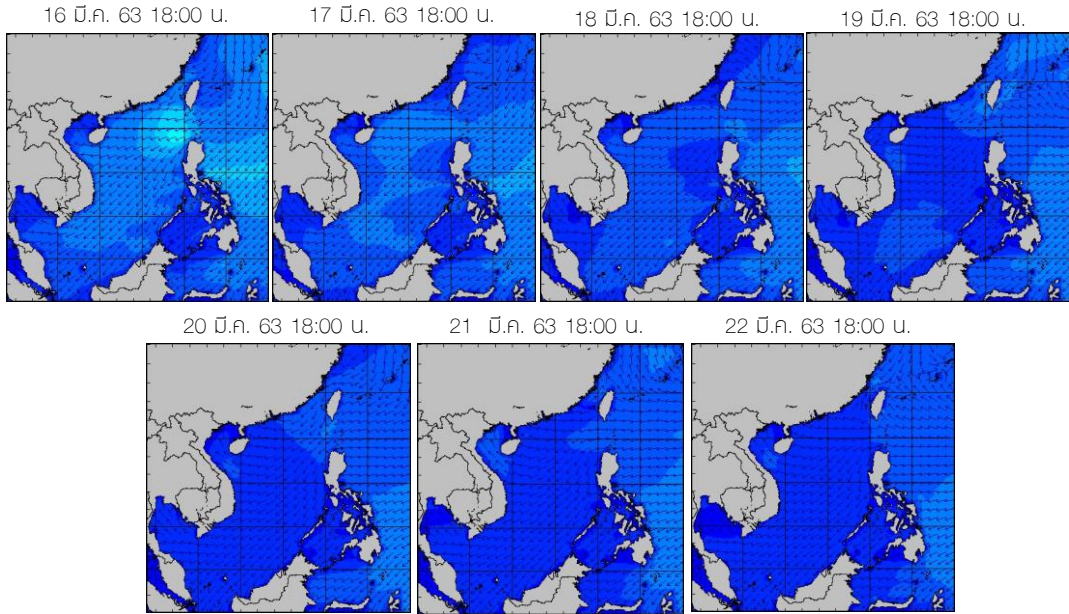 16 มี.ค. 63 18:00 น.
17 มี.ค. 63 18:00 น.
18 มี.ค. 63 18:00 น.
19 มี.ค. 63 18:00 น.
20 มี.ค. 63 18:00 น.
21 มี.ค. 63 18:00 น.
22 มี.ค. 63 18:00 น.